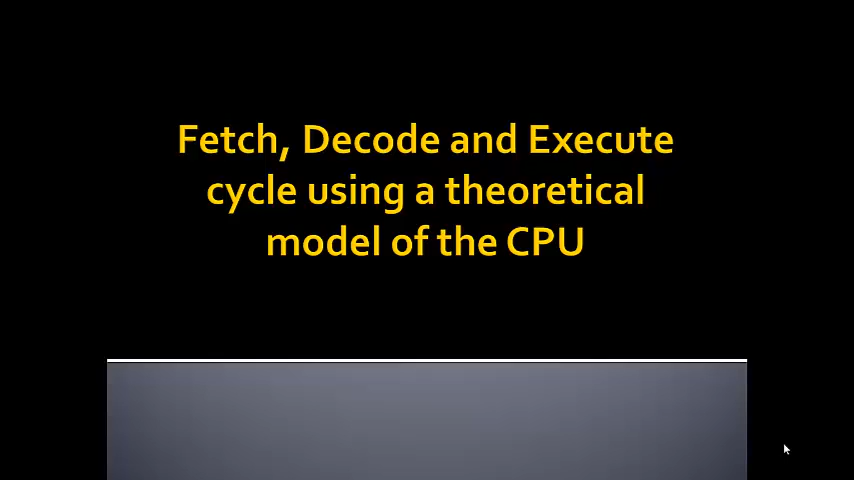 Fetch, Decode and Execute
cycle using a theoretical
model of the CPU